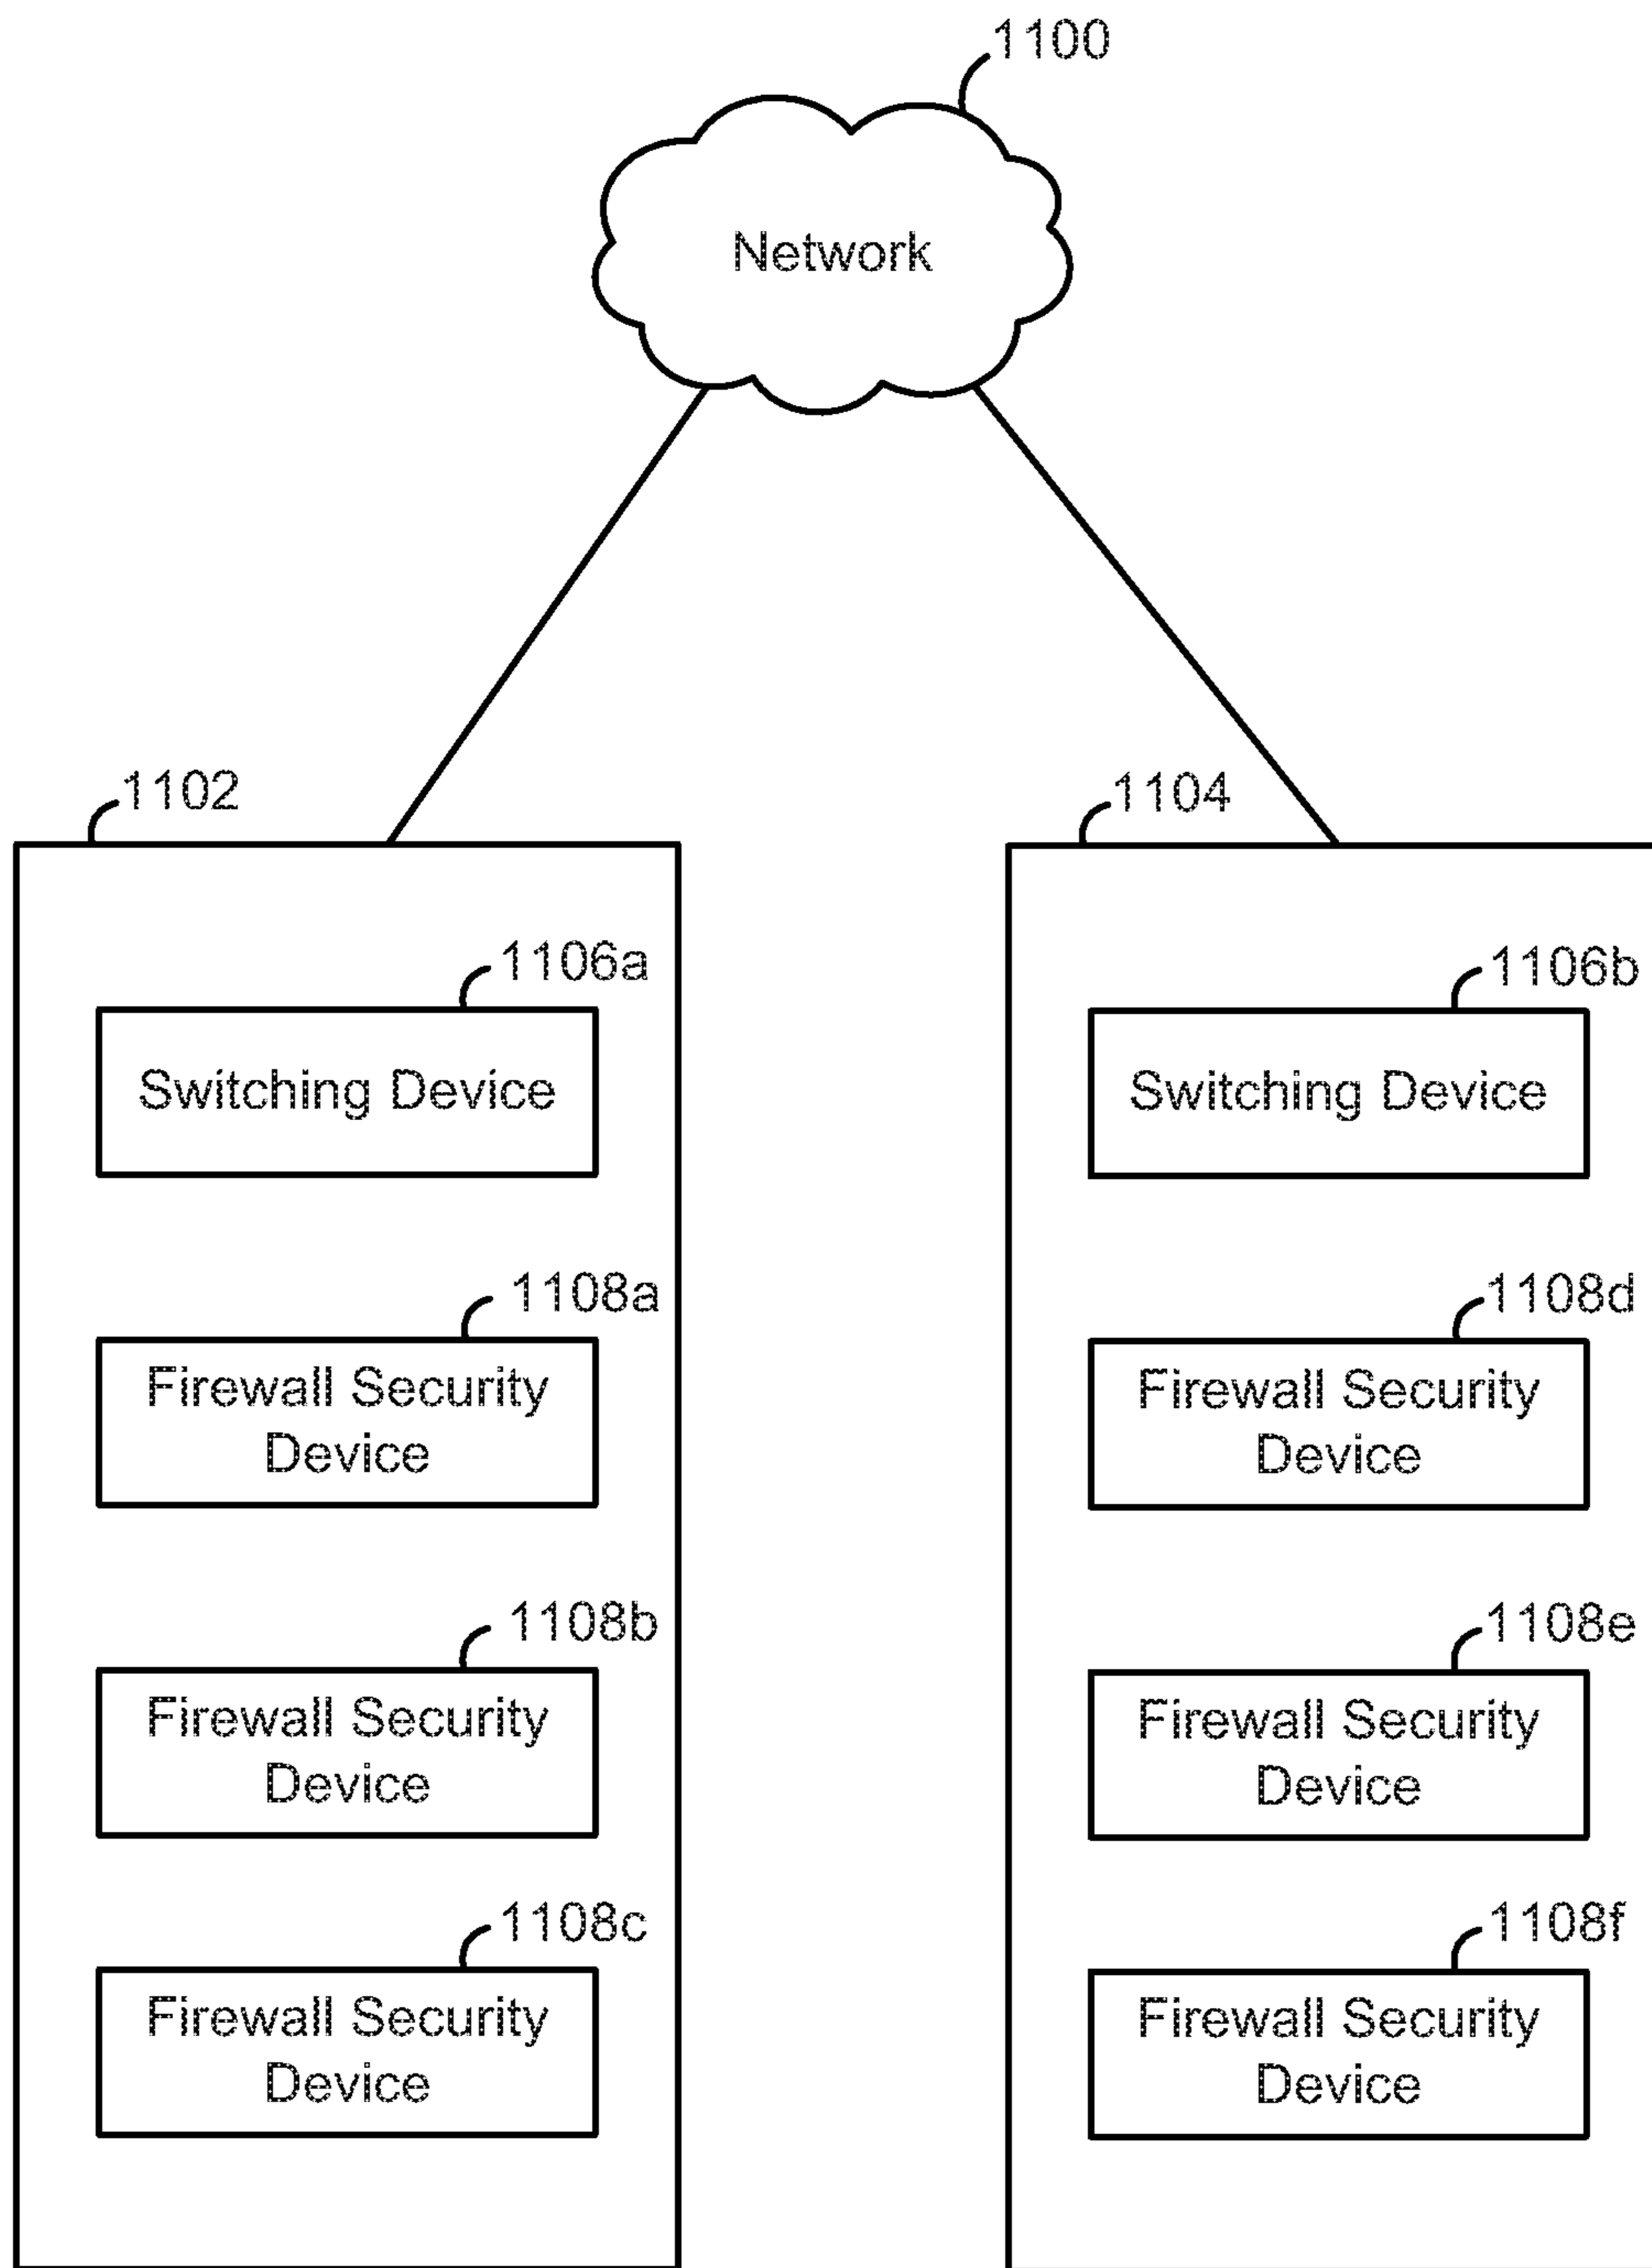 1100
Network
1102
1106a
Switching Device
1108a
Firewall Security
Device
1108b
Firewall Security
Device
1108c
Firewall Security
Device
1104
1106b
Switching Device
1108d
Firewall Security
Device
1108e
Firewall Security
Device
1108f
Firewall Security
Device